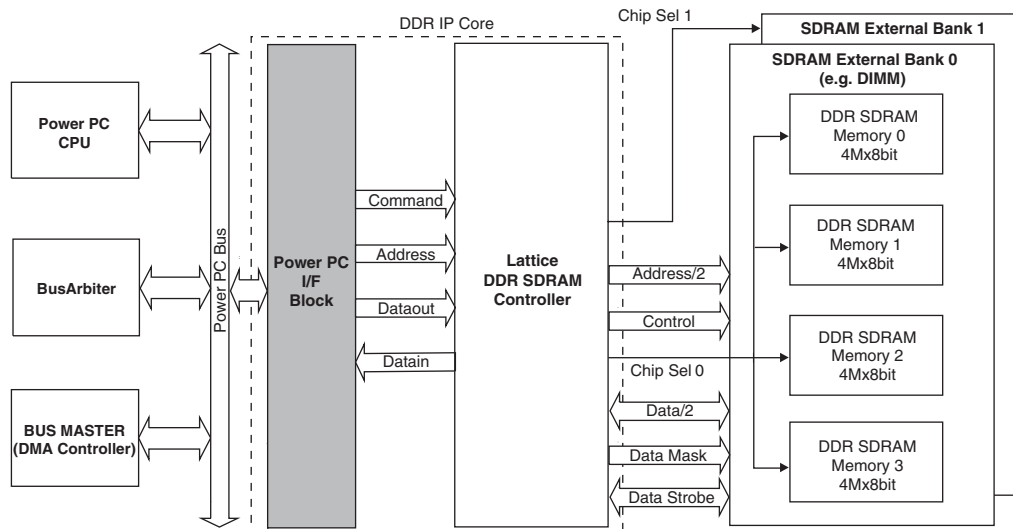 DDR IP Core
Chip Sel 1
SDRAM External Bank 1
SDRAM External Bank 0
(e.g. DIMM)
Power PC
CPU
BusArbiter
BUS MASTER
(DMA Controller)
Power PC Bus
Power PC
I/F
Block
Command
Address
Dataout
Datain
Lattice
DDR SDRAM
Controller
Address/2
Control
Chip Sel 0
Data/2
Data Mask
Data Strobe
DDR SDRAM
Memory 0
4Mx8bit
DDR SDRAM
Memory 1
4Mx8bit
DDR SDRAM
Memory 2
4Mx8bit
DDR SDRAM
Memory 3
4Mx8bit